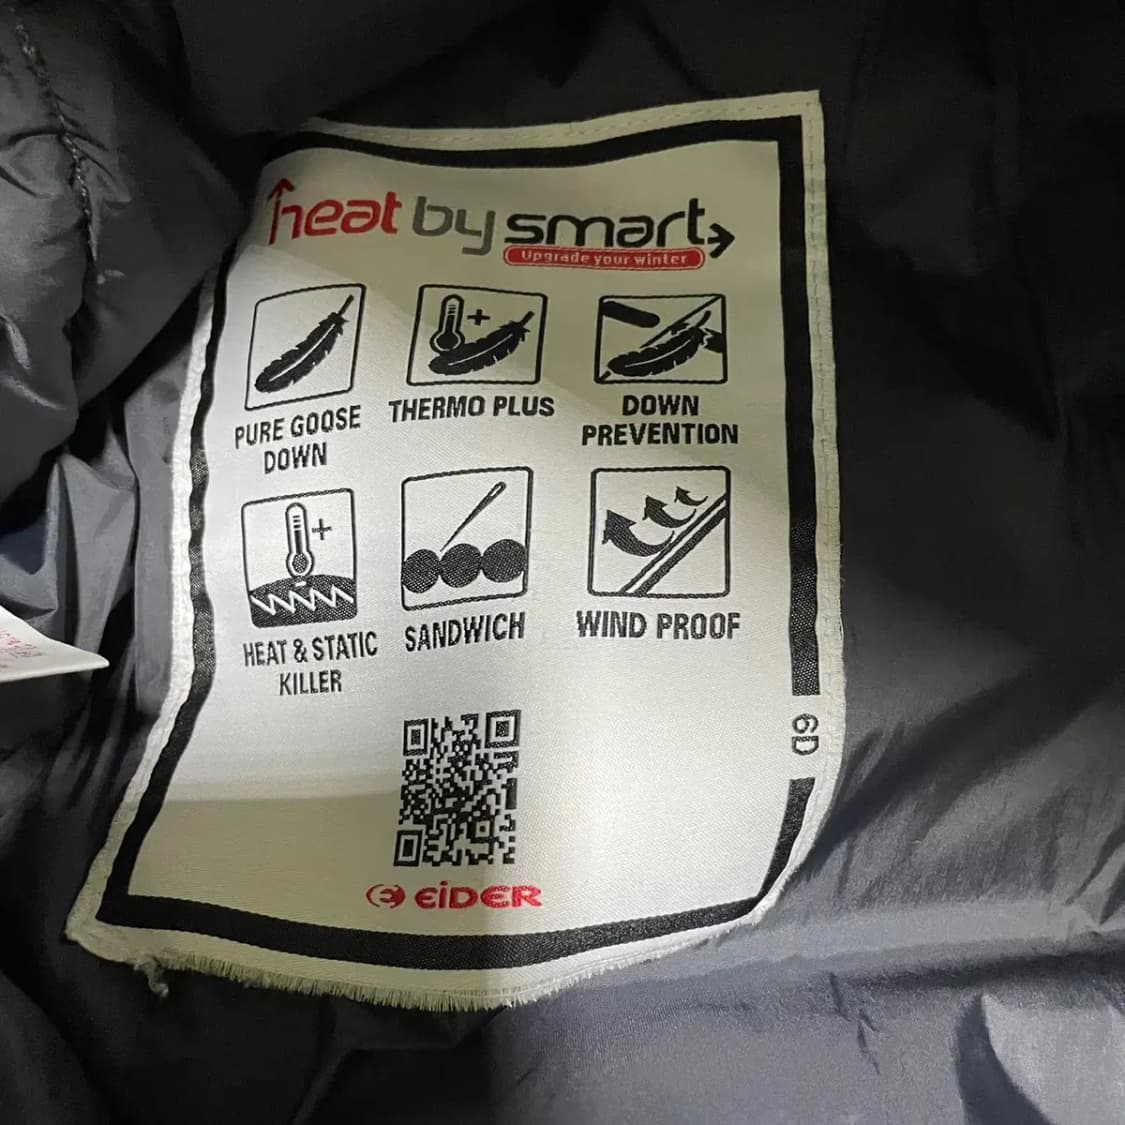 heat by smart
Upgrade your winter
PURE GOOSE
DOWN
THERMO PLUS
DOWN
PREVENTION
HEAT & STATIC
KILLER
SANDWICH
WIND PROOF
6D
EIDER